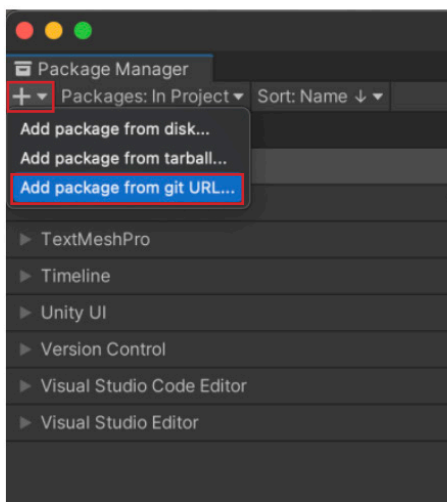 Package Manager
+ ▾ Packages: In Project ▾ Sort: Name ↓ ▾
Add package from disk...
Add package from tarball...
Add package from git URL...
TextMeshPro
Timeline
Unity UI
Version Control
Visual Studio Code Editor
Visual Studio Editor